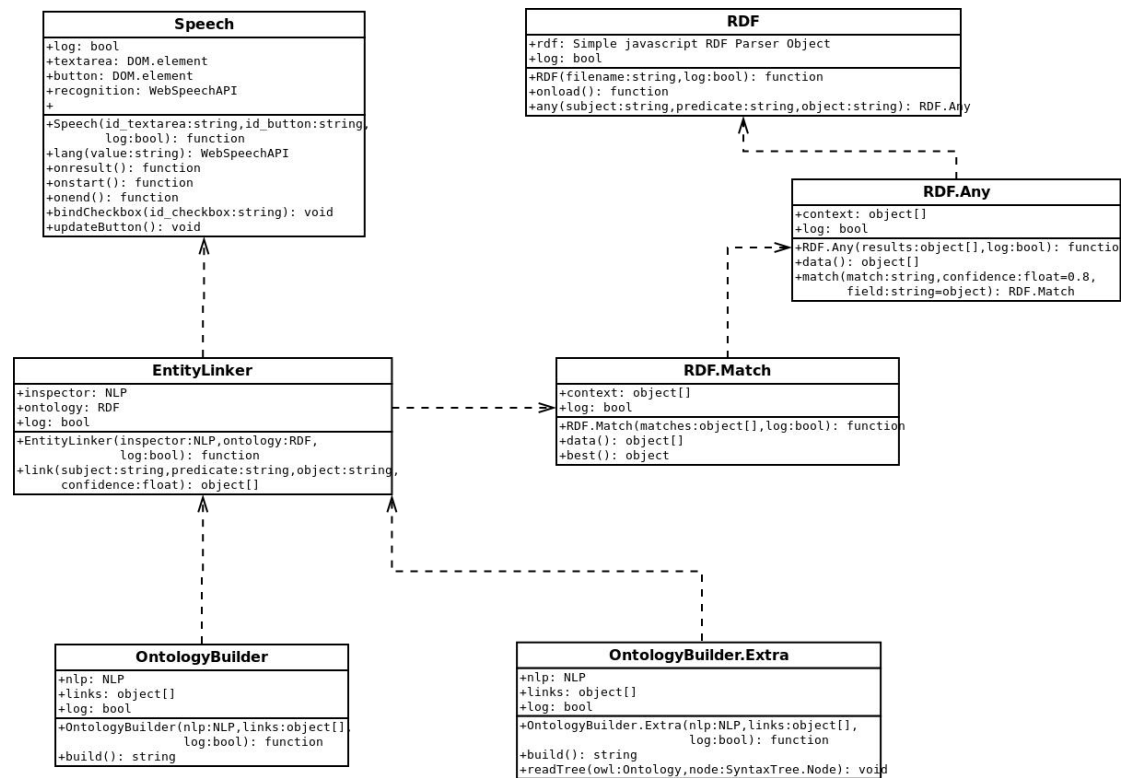 Speech
+log: bool
+textarea: DOM.element
+button: DOM.element
+recognition: WebSpeechAPI
+
+Speech(id_textarea:string,id_button:string,
log:bool): function
+lang(value:string): WebSpeechAPI
+onresult(): function
+onstart(): function
+onend(): function
+bindCheckbox(id_checkbox:string): void
+updateButton(): void
RDF
+rdf: Simple javascript RDF Parser Object
+log: bool
+RDF(filename:string,log:bool): function
+onload(): function
+any(subject:string,predicate:string,object:string): RDF.Any
RDF.Any
+context: object[]
+log: bool
+RDF.Any(results:object[],log:bool): functio
+data(): object[]
+match(match:string,confidence:float=0.8,
field:string=object): RDF.Match
EntityLinker
+inspector: NLP
+ontology: RDF
+log: bool
+EntityLinker(inspector:NLP,ontology:RDF,
log:bool): function
+link(subject:string,predicate:string,object:string,
confidence:float): object[]
RDF.Match
+context: object[]
+log: bool
+RDF.Match(matches:object[],log:bool): function
+data(): object[]
+best(): object
OntologyBuilder
+nlp: NLP
+links: object[]
+log: bool
+OntologyBuilder(nlp:NLP,links:object[],
log:bool): function
+build(): string
OntologyBuilder.Extra
+nlp: NLP
+links: object[]
+log: bool
+OntologyBuilder.Extra(nlp:NLP,links:object[],
log:bool): function
+build(): string
+readTree(owl:Ontology,node:SyntaxTree.Node): void